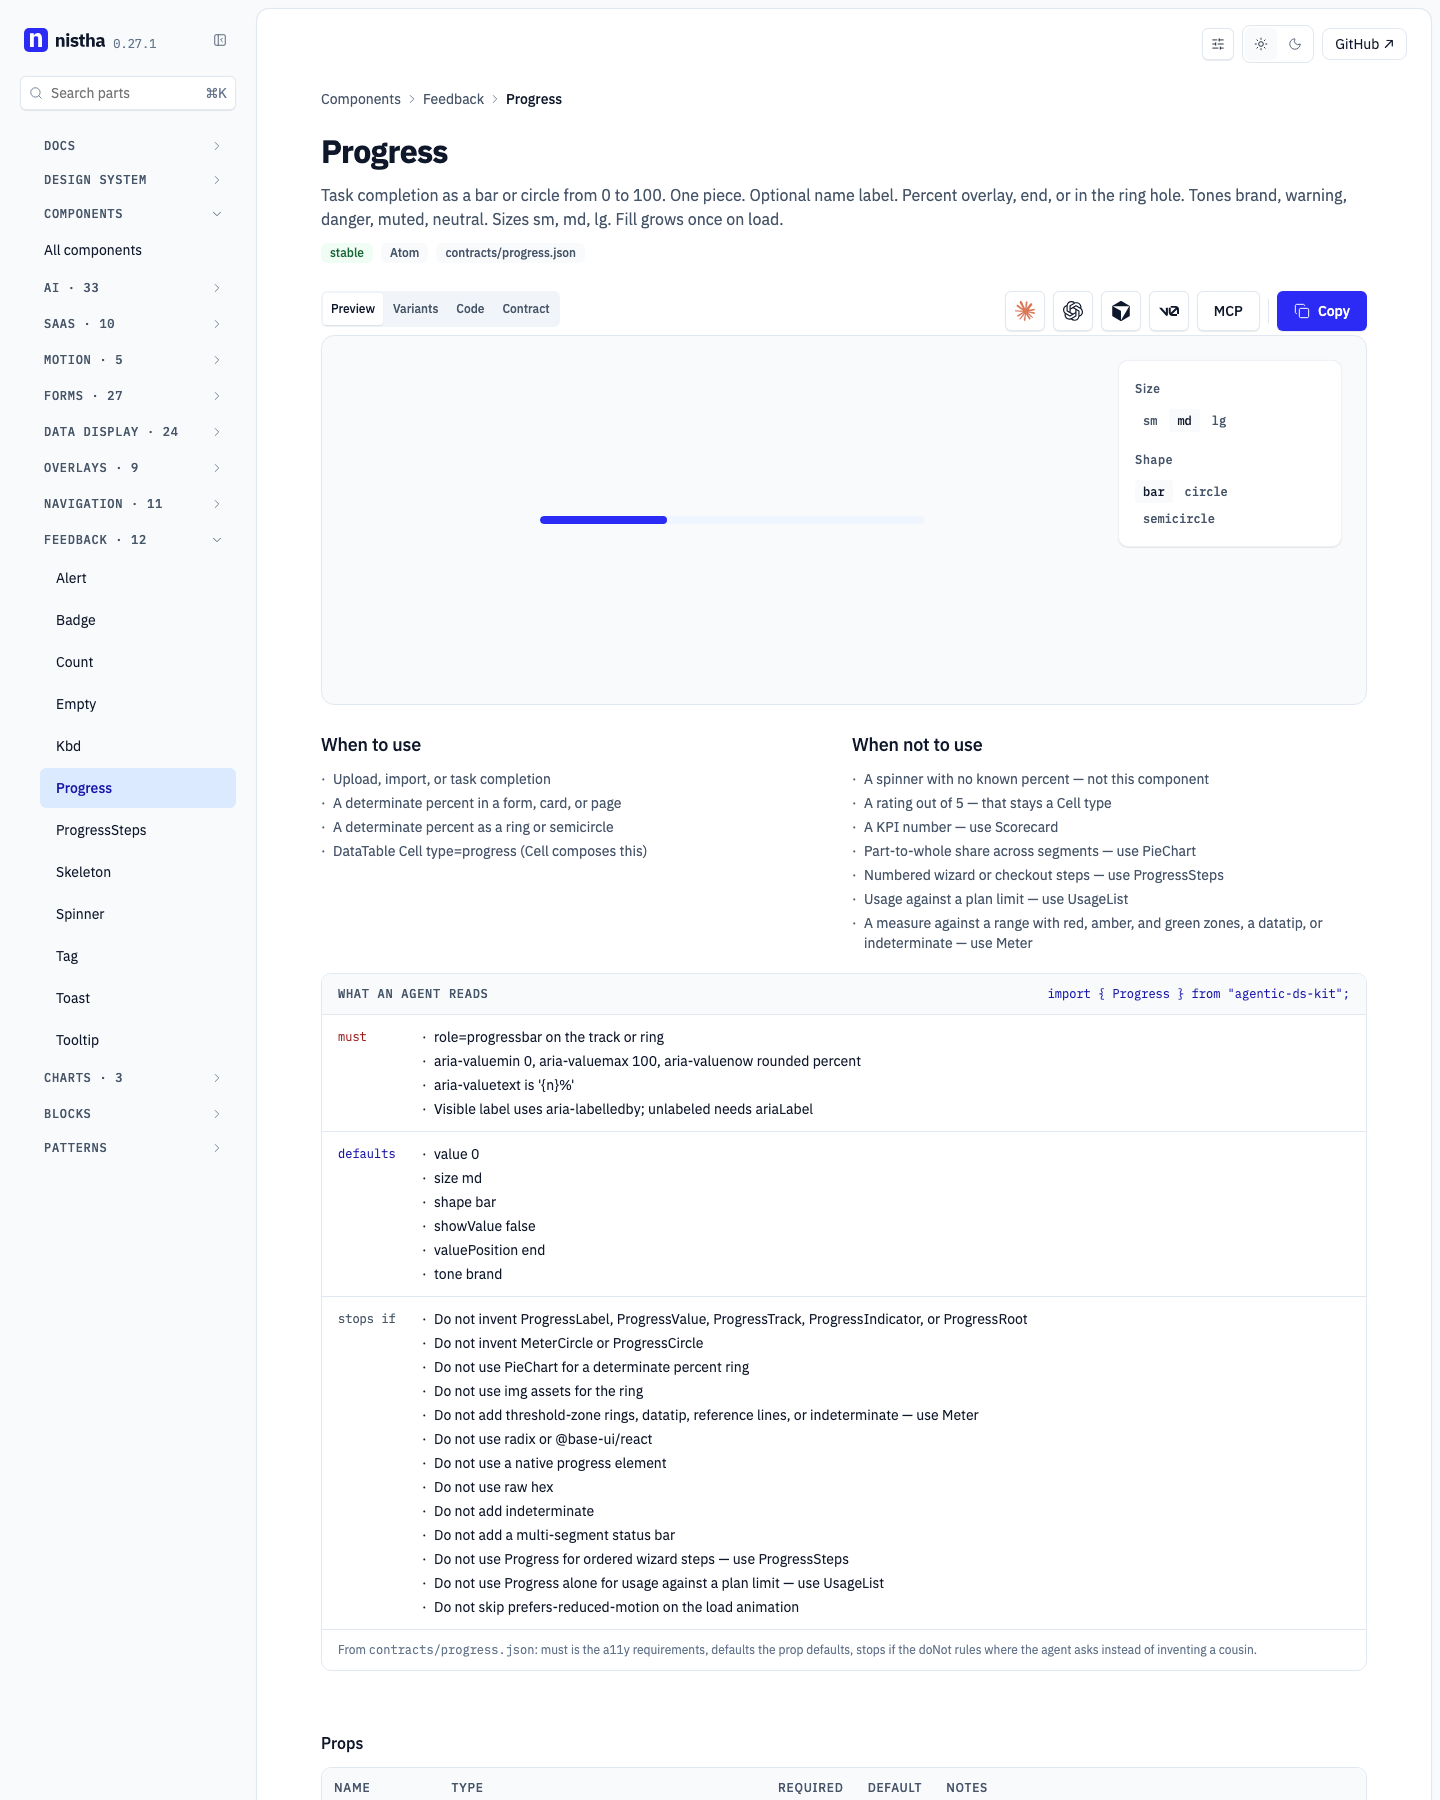 nistha 0.27.1
Search parts ⌘K
DOCS
DESIGN SYSTEM
COMPONENTS
All components
AI · 33
SAAS · 10
MOTION · 5
FORMS · 27
DATA DISPLAY · 24
OVERLAYS · 9
NAVIGATION · 11
FEEDBACK · 12
Alert
Badge
Count
Empty
Kbd
Progress
ProgressSteps
Skeleton
Spinner
Tag
Toast
Tooltip
CHARTS · 3
BLOCKS
PATTERNS
GitHub ↗
Components > Feedback > Progress
Progress
Task completion as a bar or circle from 0 to 100. One piece. Optional name label. Percent overlay, end, or in the ring hole. Tones brand, warning,
danger, muted, neutral. Sizes sm, md, lg. Fill grows once on load.
stable Atom contracts/progress.json
Preview Variants Code Contract
v0 MCP Copy
Size
sm md lg
Shape
bar circle
semicircle
When to use
· Upload, import, or task completion
· A determinate percent in a form, card, or page
· A determinate percent as a ring or semicircle
· DataTable Cell type=progress (Cell composes this)
When not to use
· A spinner with no known percent — not this component
· A rating out of 5 — that stays a Cell type
· A KPI number — use Scorecard
· Part-to-whole share across segments — use PieChart
· Numbered wizard or checkout steps — use ProgressSteps
· Usage against a plan limit — use UsageList
· A measure against a range with red, amber, and green zones, a datatip, or
indeterminate — use Meter
WHAT AN AGENT READS import { Progress } from "agentic-ds-kit";
must
· role=progressbar on the track or ring
· aria-valuemin 0, aria-valuemax 100, aria-valuenow rounded percent
· aria-valuetext is '{n}%'
· Visible label uses aria-labelledby; unlabeled needs ariaLabel
defaults
· value 0
· size md
· shape bar
· showValue false
· valuePosition end
· tone brand
stops if
· Do not invent ProgressLabel, ProgressValue, ProgressTrack, ProgressIndicator, or ProgressRoot
· Do not invent MeterCircle or ProgressCircle
· Do not use PieChart for a determinate percent ring
· Do not use img assets for the ring
· Do not add threshold-zone rings, datatip, reference lines, or indeterminate — use Meter
· Do not use radix or @base-ui/react
· Do not use a native progress element
· Do not use raw hex
· Do not add indeterminate
· Do not add a multi-segment status bar
· Do not use Progress for ordered wizard steps — use ProgressSteps
· Do not use Progress alone for usage against a plan limit — use UsageList
· Do not skip prefers-reduced-motion on the load animation
From contracts/progress.json: must is the a11y requirements, defaults the prop defaults, stops if the doNot rules where the agent asks instead of inventing a cousin.
Props
NAME TYPE REQUIRED DEFAULT NOTES